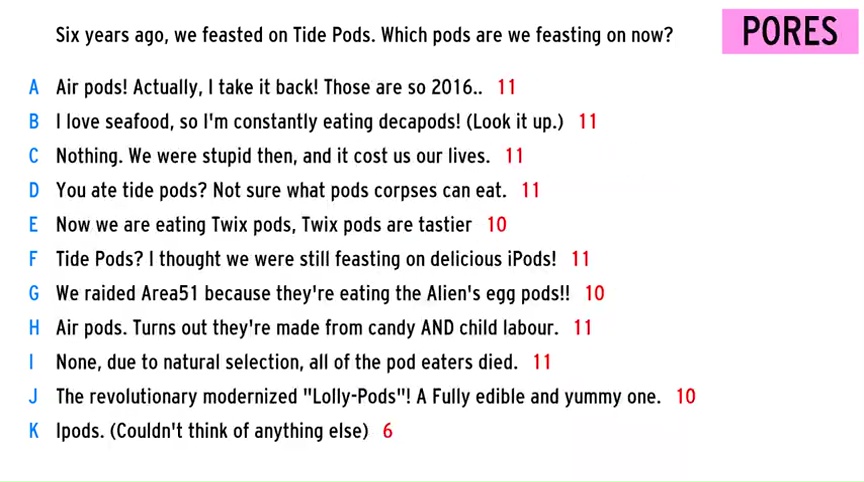 Six years ago, we feasted on Tide Pods. Which pods are we feasting on now?
PORES
A Air pods! Actually, I take it back! Those are so 2016.. 11
B I love seafood, so I'm constantly eating decapods! (Look it up.) 11
C Nothing. We were stupid then, and it cost us our lives. 11
D You ate tide pods? Not sure what pods corpses can eat. 11
E Now we are eating Twix pods, Twix pods are tastier 10
F Tide Pods? I thought we were still feasting on delicious iPods! 11
G We raided Area51 because they're eating the Alien's egg pods!! 10
H Air pods. Turns out they're made from candy AND child labour. 11
I None, due to natural selection, all of the pod eaters died. 11
J The revolutionary modernized "Lolly-Pods"! A Fully edible and yummy one. 10
K Ipods. (Couldn't think of anything else) 6